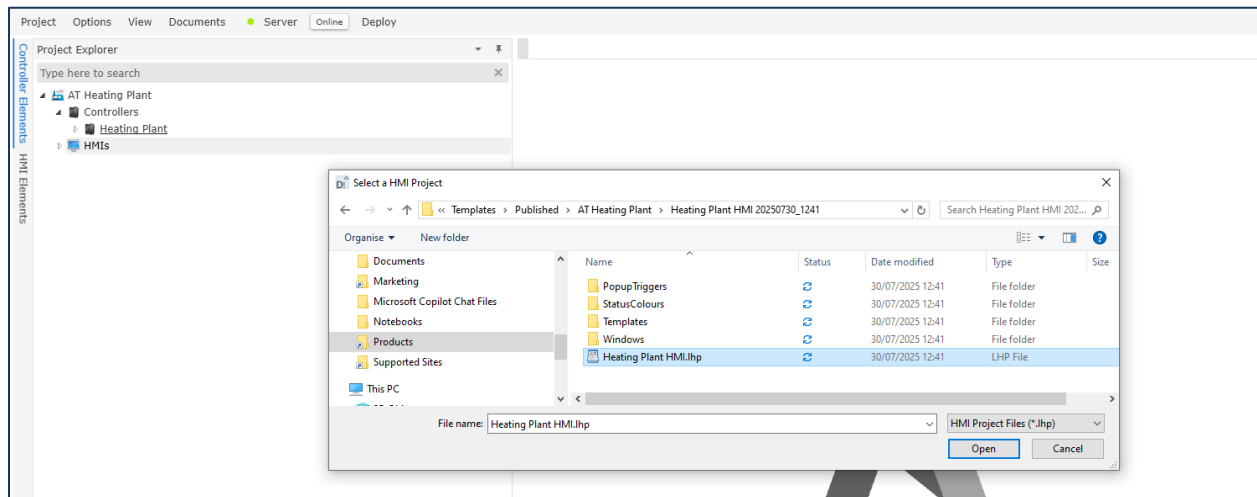 Project Options View Documents Server Online Deploy
Controller Elements
HMI Elements
Project Explorer
Type here to search
AT Heating Plant
Controllers
Heating Plant
HMIs
Select a HMI Project
« Templates > Published > AT Heating Plant > Heating Plant HMI 20250730_1241
Search Heating Plant HMI 202...
Organise New folder
Documents
Marketing
Microsoft Copilot Chat Files
Notebooks
Products
Supported Sites
This PC
Name Status Date modified Type Size
PopupTriggers 30/07/2025 12:41 File folder
StatusColours 30/07/2025 12:41 File folder
Templates 30/07/2025 12:41 File folder
Windows 30/07/2025 12:41 File folder
Heating Plant HMI.lhp 30/07/2025 12:41 LHP File
File name: Heating Plant HMI.lhp HMI Project Files (*.lhp)
Open Cancel